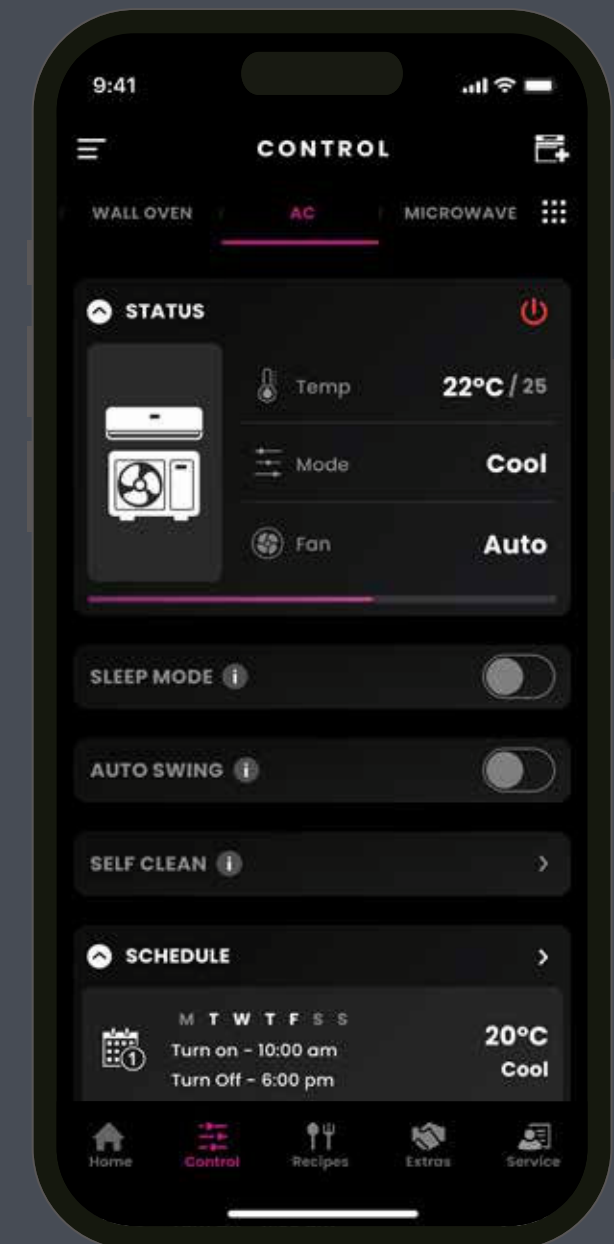 9:41
CONTROL
WALL OVEN
AC
MICROWAVE
STATUS
Temp 22°C / 25
Mode Cool
Fan Auto
SLEEP MODE i
AUTO SWING i
SELF CLEAN i
SCHEDULE
M T W T F S S
1 Turn on - 10:00 am
Turn Off - 6:00 pm
20°C
Cool
Home Control Recipes Extras Service